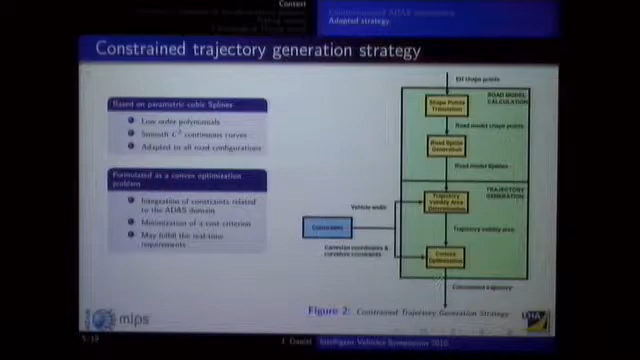 Context
Adapted strategy
Constrained trajectory generation strategy
Based on parametric cubic Splines
Low order polynomials
Smooth C² continuous curves
Adapted to all road configurations
Formulated as a convex optimization
problem
Integration of constraints related
to the ADAS domain
Minimization of a cost criterion
May fulfill the real-time
requirements
EH shape points
ROAD MODEL
CALCULATION
Shape Points
Translation
Road model shape points
Road Spline
Generation
Road model Splines
TRAJECTORY
GENERATION
Trajectory
Validity Area
Determination
Vehicle width
Constraints
Trajectory validity area
Cartesian coordinates &
curvature constraints
Convex
Optimization
Constrained trajectory
Figure 2: Constrained Trajectory Generation Strategy
mips
UHA
J. Daniel
Intelligent Vehicles Symposium 2010